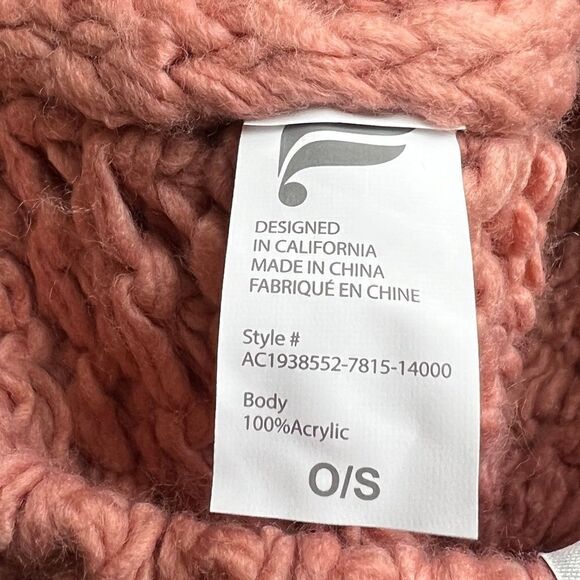 DESIGNED
IN CALIFORNIA
MADE IN CHINA
FABRIQUÉ EN CHINE
Style #
AC1938552-7815-14000
Body
100%Acrylic
O/S